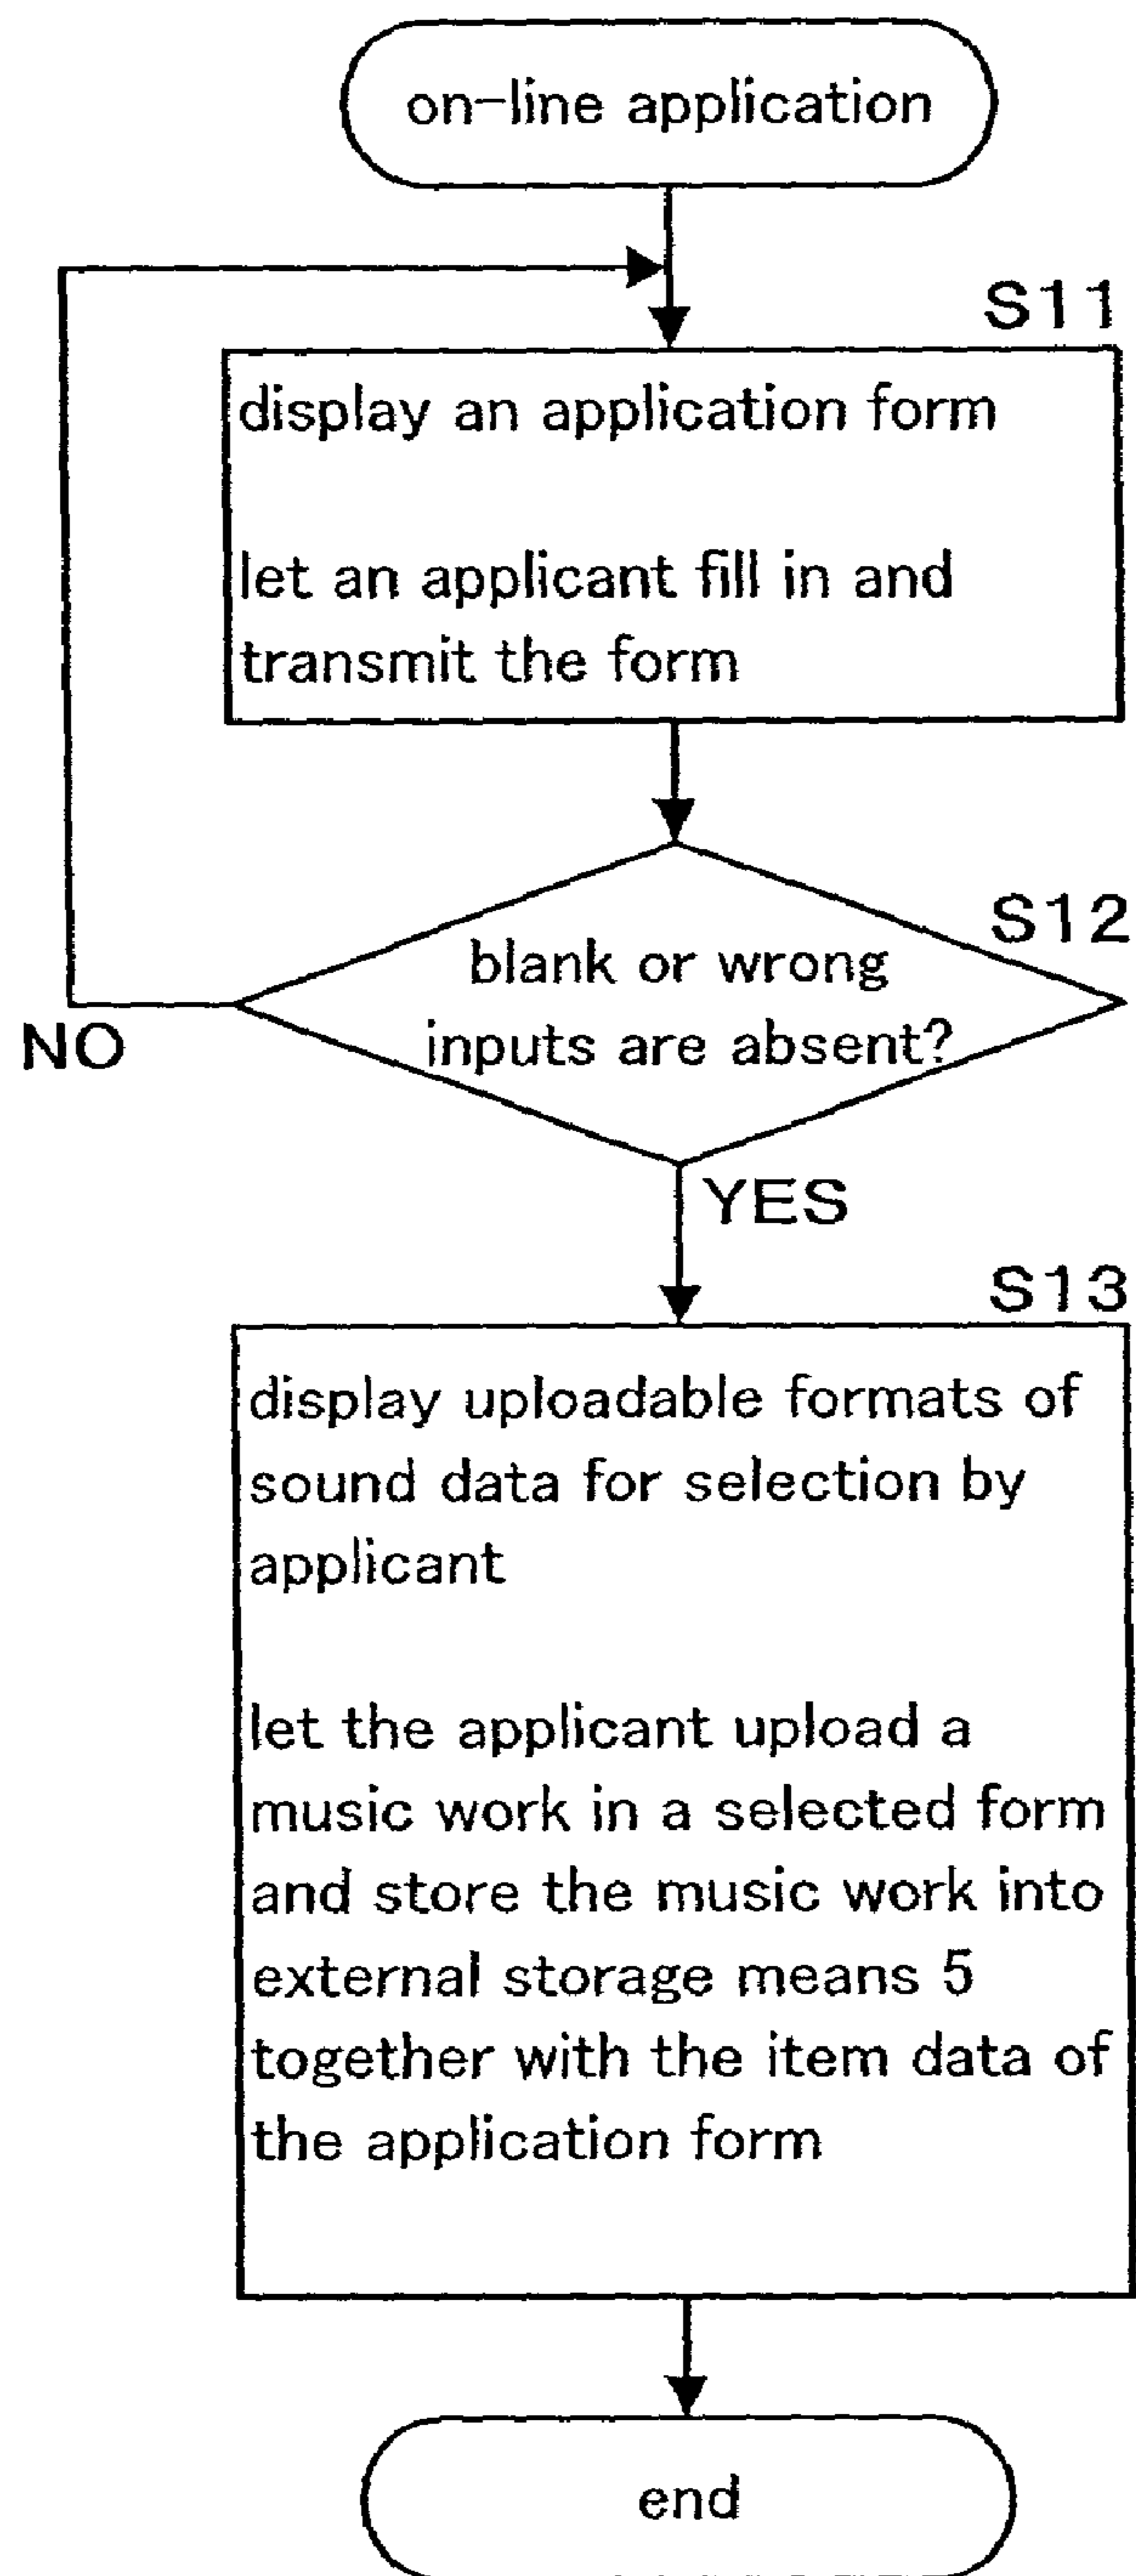 on-line application
S11
display an application form
let an applicant fill in and
transmit the form
S12
blank or wrong
inputs are absent?
NO
YES
S13
display uploadable formats of
sound data for selection by
applicant
let the applicant upload a
music work in a selected form
and store the music work into
external storage means 5
together with the item data of
the application form
end